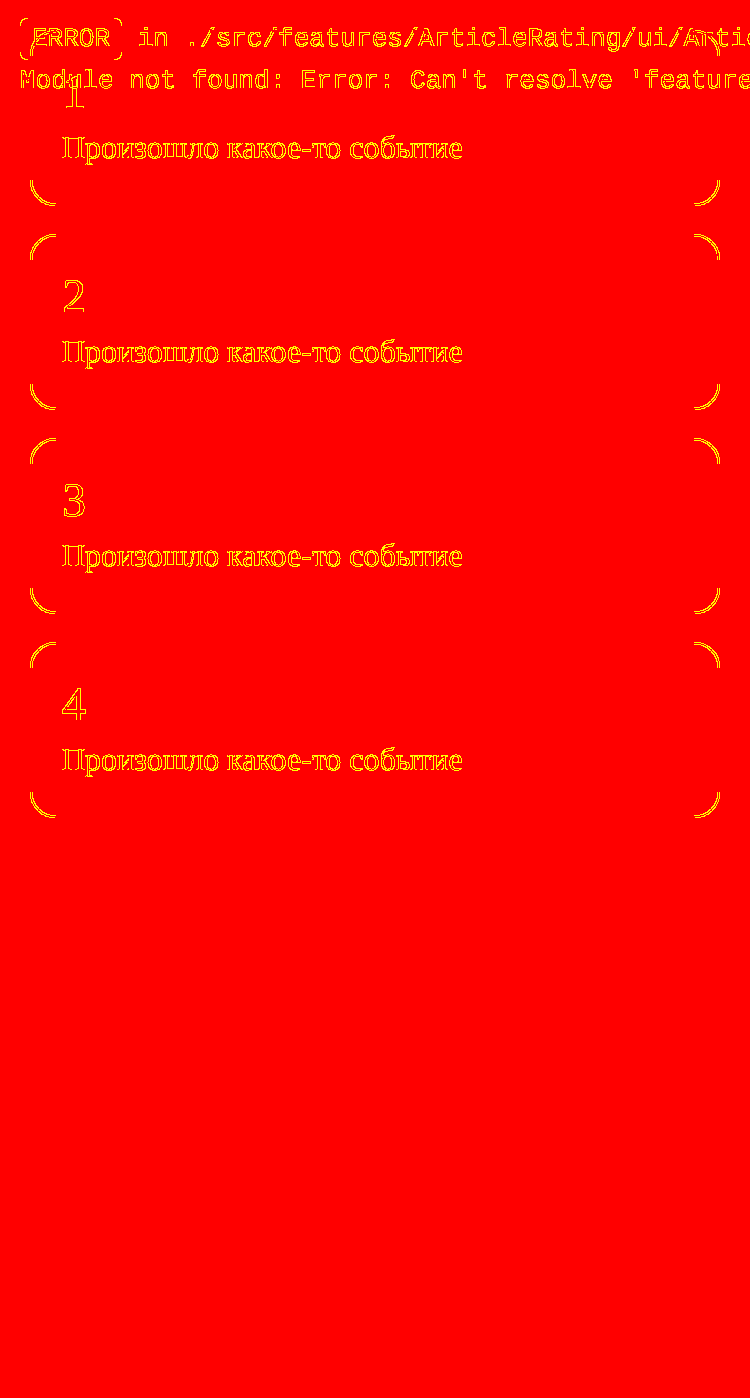 ERROR in ./src/features/ArticleRating/ui/Artic
Module not found: Error: Can't resolve 'feature
1
Произошло какое-то событие
2
Произошло какое-то событие
3
Произошло какое-то событие
4
Произошло какое-то событие